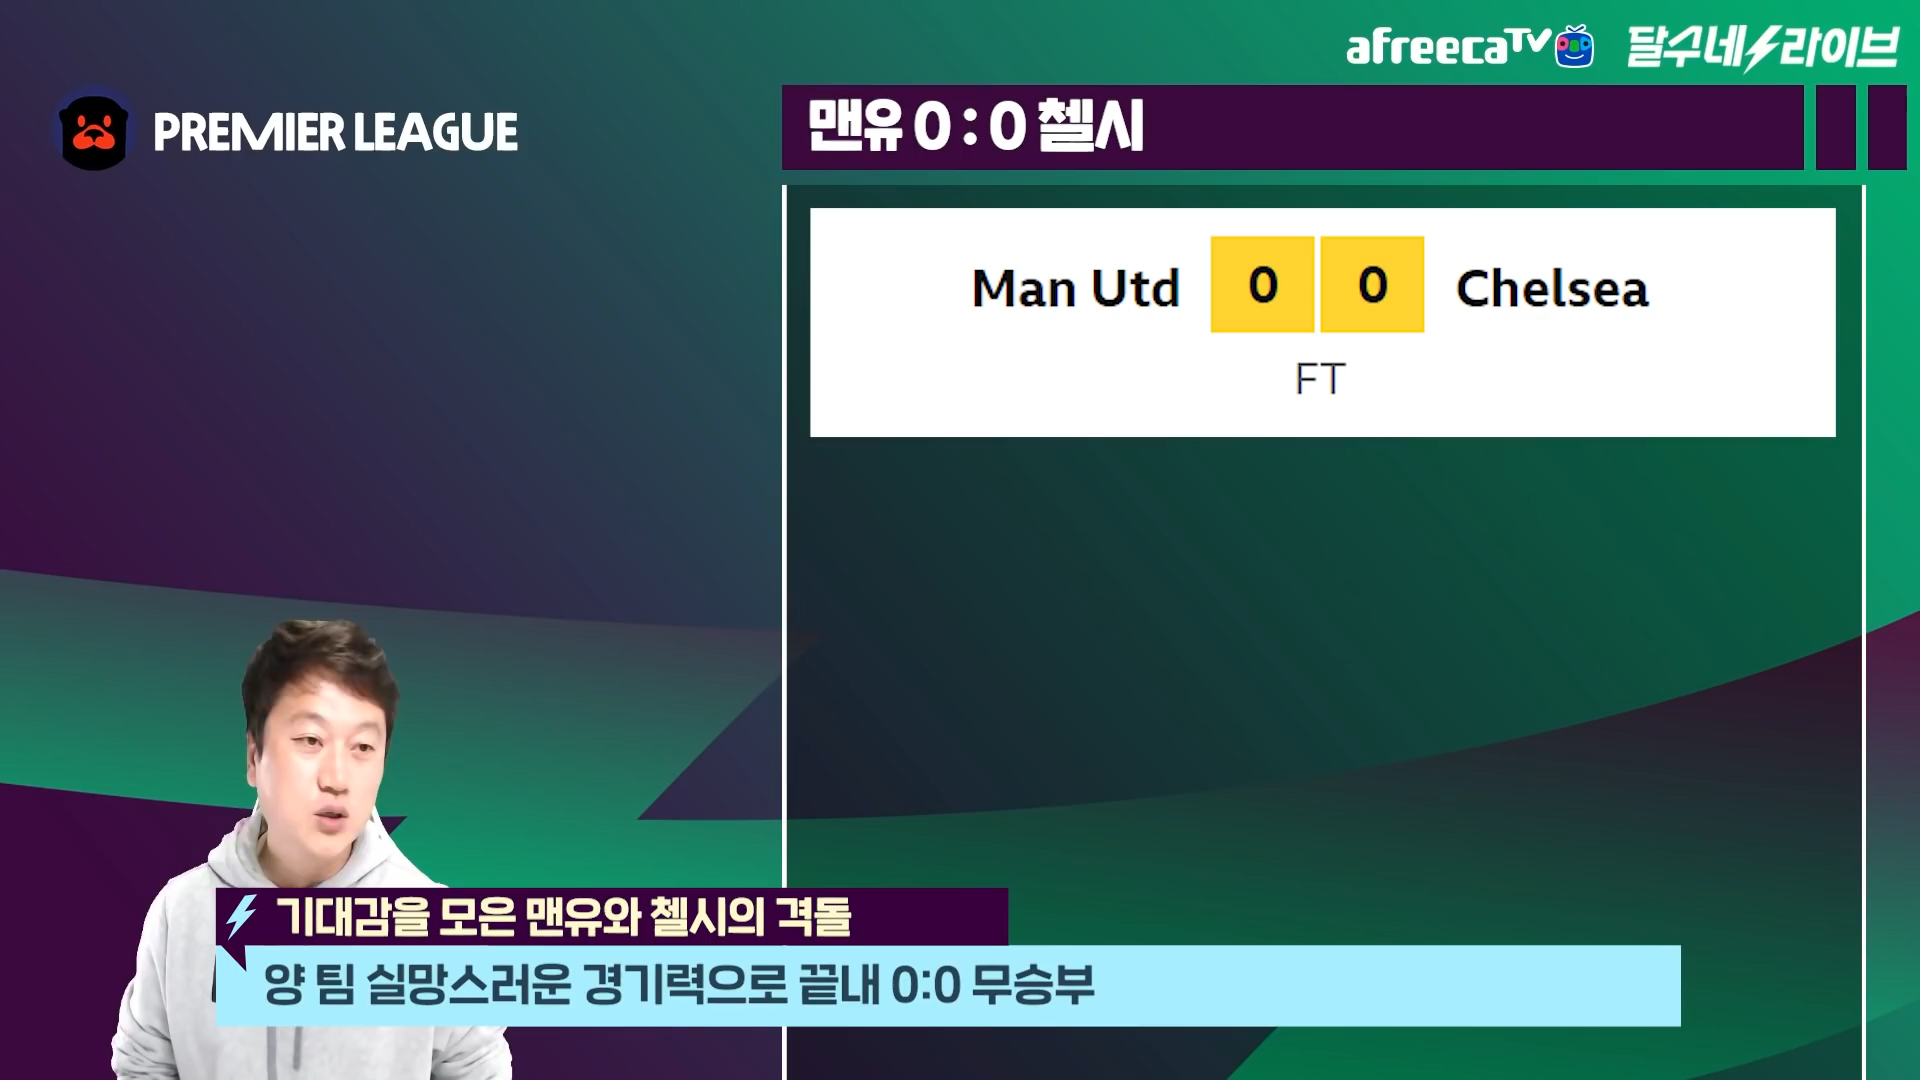 afreecaTV 달수네라이브
PREMIER LEAGUE
맨유 0 : 0 첼시
Man Utd 0 0 Chelsea
FT
기대감을 모은 맨유와 첼시의 격돌
양 팀 실망스러운 경기력으로 끝내 0:0 무승부